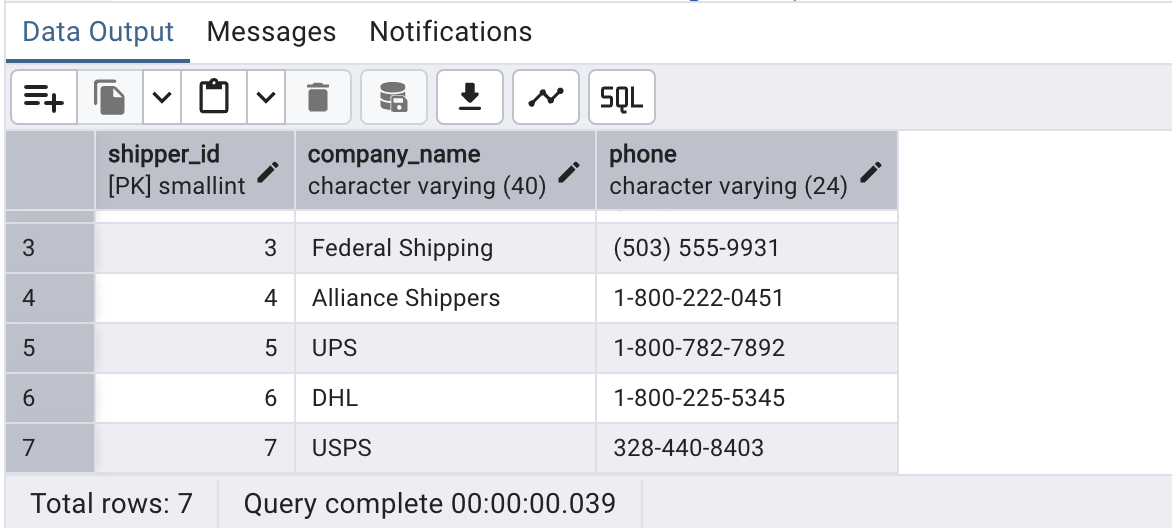 Data Output Messages Notifications
SQL
shipper_id company_name phone
[PK] smallint character varying (40) character varying (24)
3 3 Federal Shipping (503) 555-9931
4 4 Alliance Shippers 1-800-222-0451
5 5 UPS 1-800-782-7892
6 6 DHL 1-800-225-5345
7 7 USPS 328-440-8403
Total rows: 7 Query complete 00:00:00.039